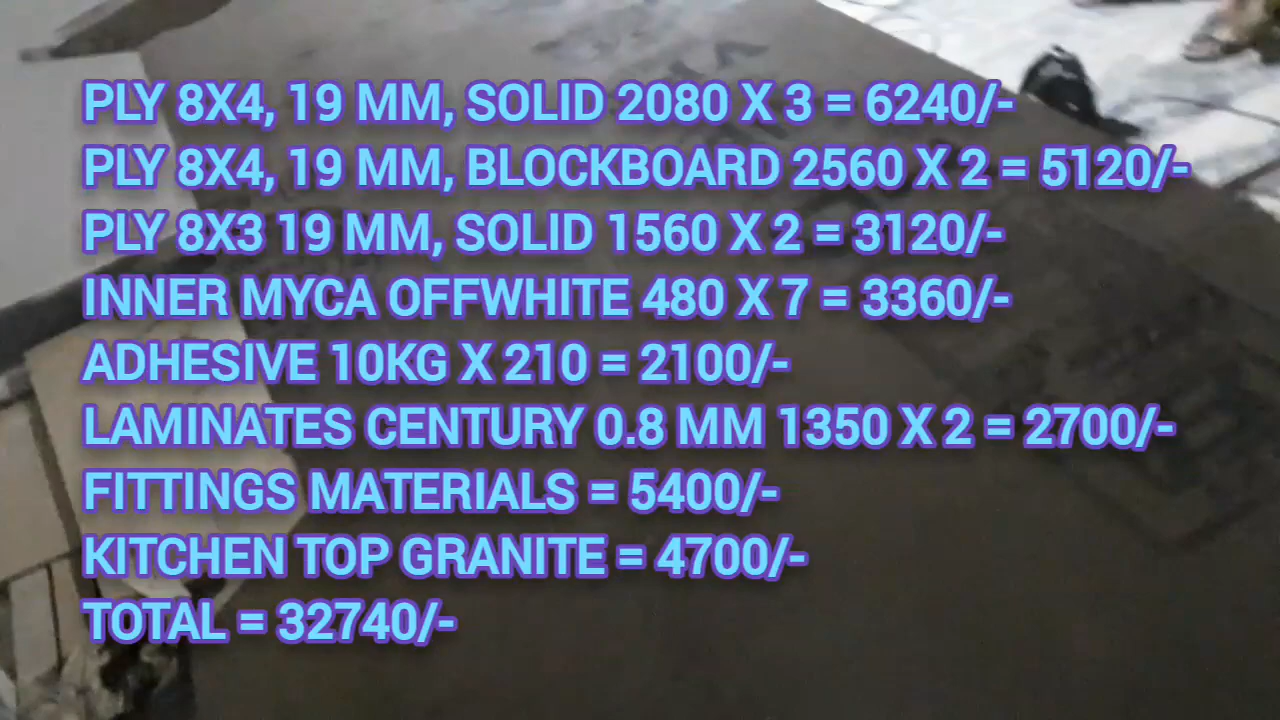 PLY 8X4, 19 MM, SOLID 2080 X 3 = 6240/-
PLY 8X4, 19 MM, BLOCKBOARD 2560 X 2 = 5120/-
PLY 8X3 19 MM, SOLID 1560 X 2 = 3120/-
INNER MYCA OFFWHITE 480 X 7 = 3360/-
ADHESIVE 10KG X 210 = 2100/-
LAMINATES CENTURY 0.8 MM 1350 X 2 = 2700/-
FITTINGS MATERIALS = 5400/-
KITCHEN TOP GRANITE = 4700/-
TOTAL = 32740/-